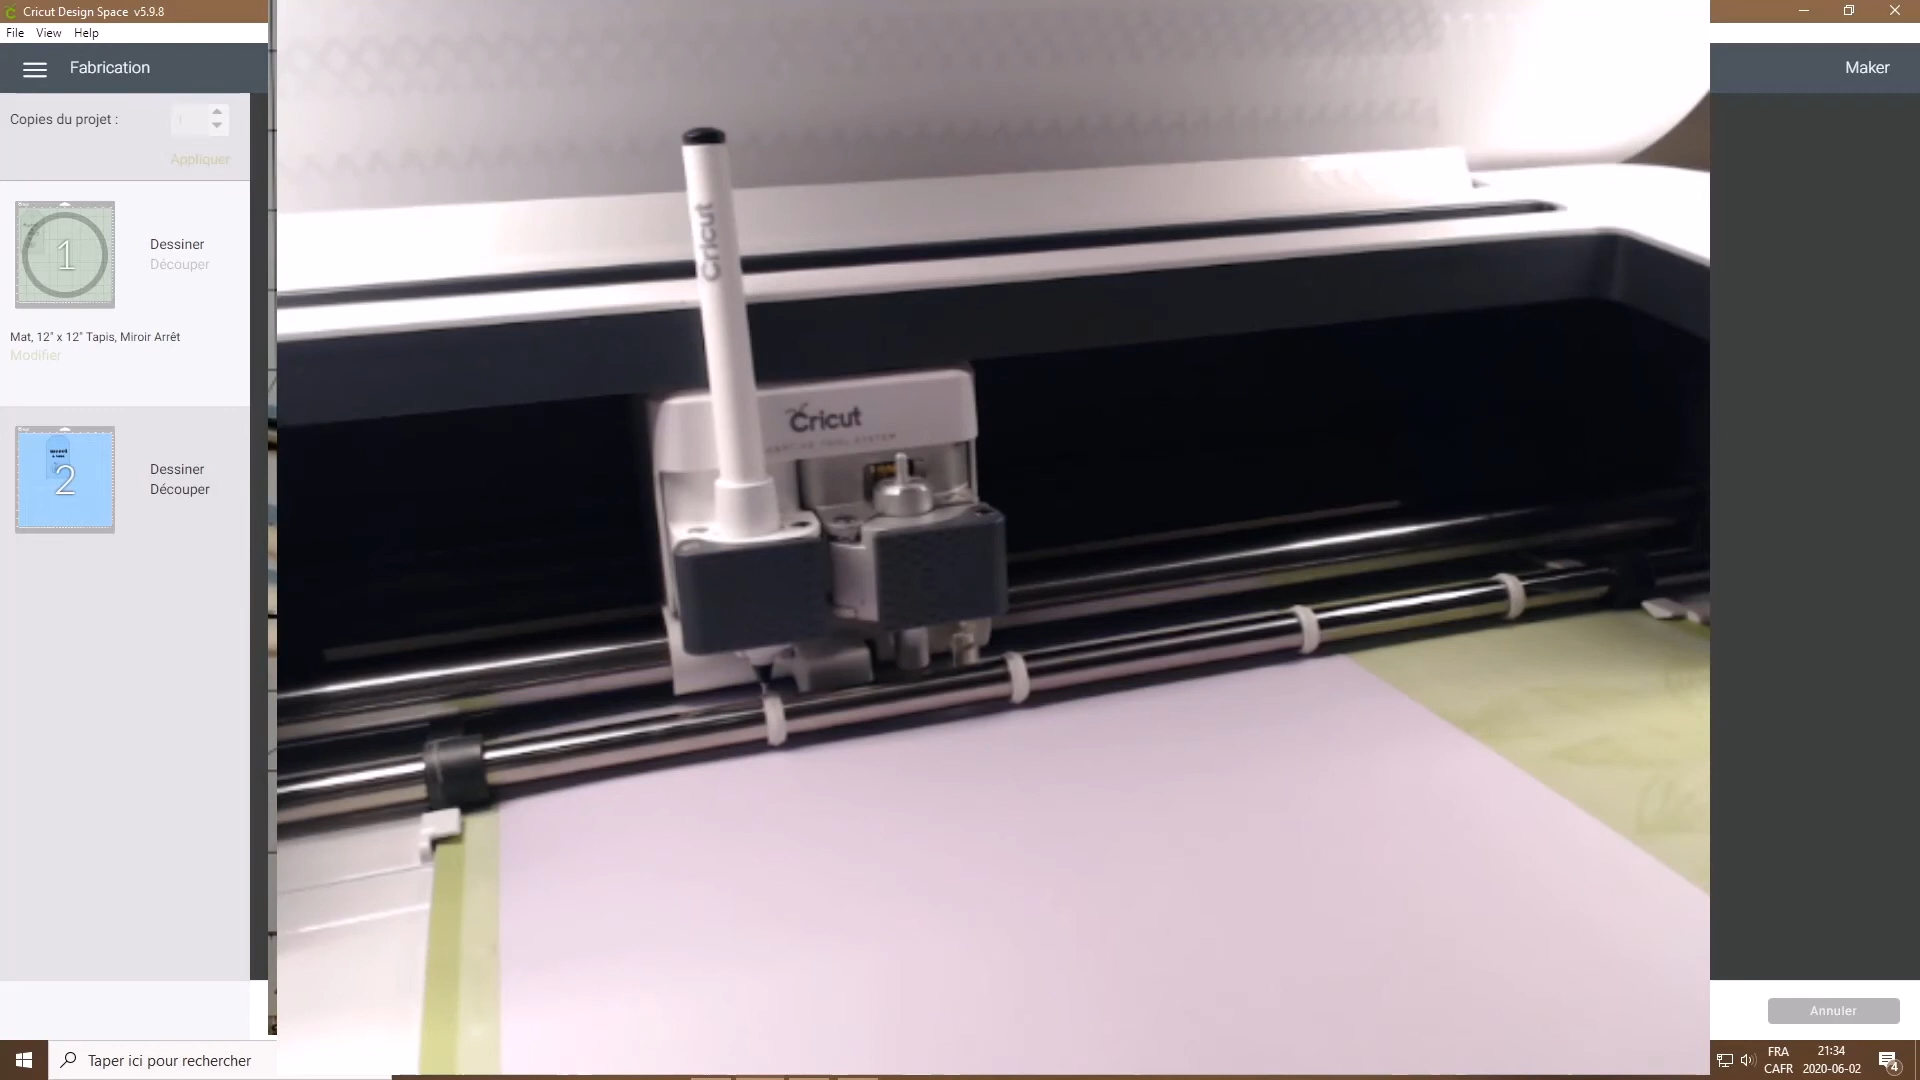 Cricut Design Space v5.9.8
File View Help
Fabrication
Maker
Copies du projet :
Appliquer
1
Dessiner
Découper
Mat, 12" x 12" Tapis, Miroir Arrêt
Modifier
2
Dessiner
Découper
Cricut
Cricut
Annuler
Taper ici pour rechercher
FRA
CAFR
21:34
2020-06-02
4